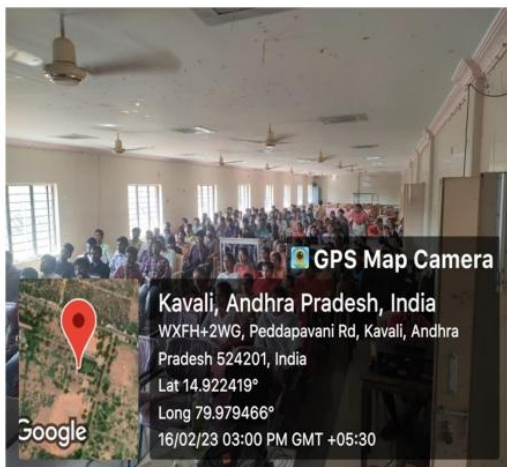 GPS Map Camera
Kavali, Andhra Pradesh, India
WXFH+2WG, Peddapavani Rd, Kavali, Andhra
Pradesh 524201, India
Lat 14.922419°
Long 79.979466°
16/02/23 03:00 PM GMT +05:30
Google